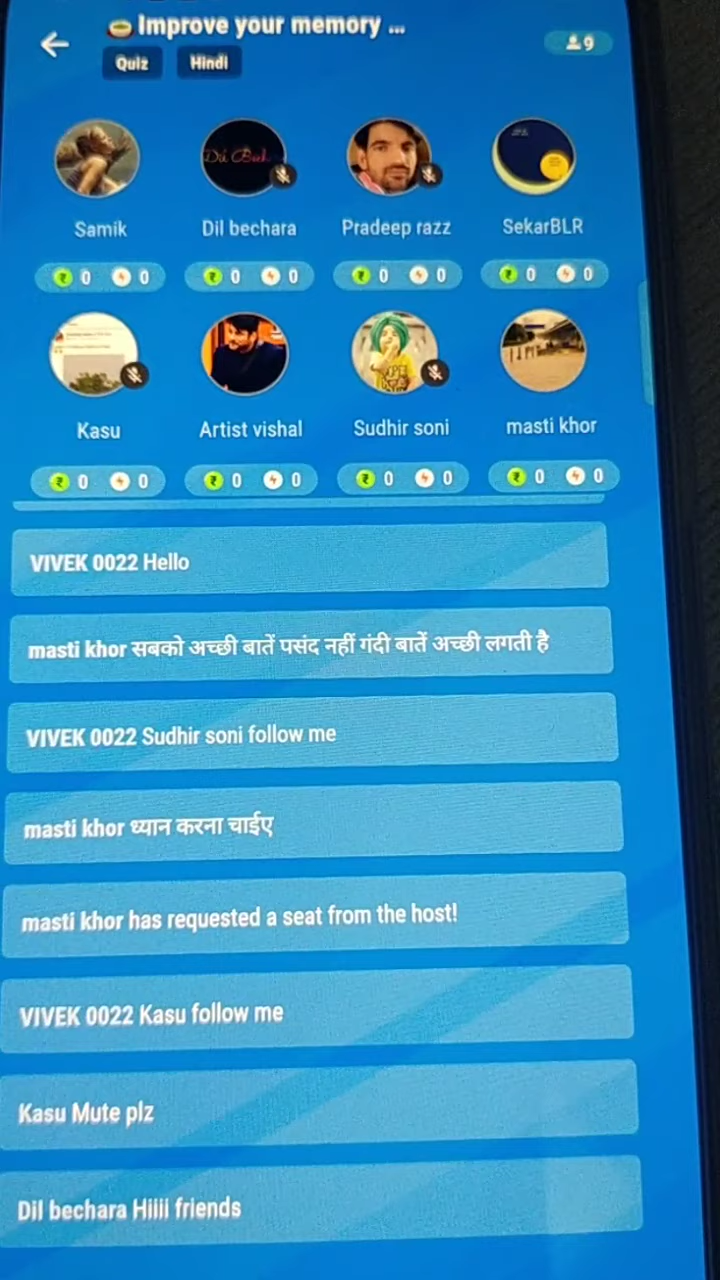 Improve your memory ...
9
Quiz Hindi
Dil Bech
Samik Dil bechara Pradeep razz SekarBLR
₹ 0 0 ₹ 0 0 ₹ 0 0 ₹ 0 0
Kasu Artist vishal Sudhir soni masti khor
₹ 0 0 ₹ 0 0 ₹ 0 0 ₹ 0 0
VIVEK 0022 Hello
masti khor सबको अच्छी बातें पसंद नहीं गंदी बातें अच्छी लगती है
VIVEK 0022 Sudhir soni follow me
masti khor ध्यान करना चाईए
masti khor has requested a seat from the host!
VIVEK 0022 Kasu follow me
Kasu Mute plz
Dil bechara Hiiii friends